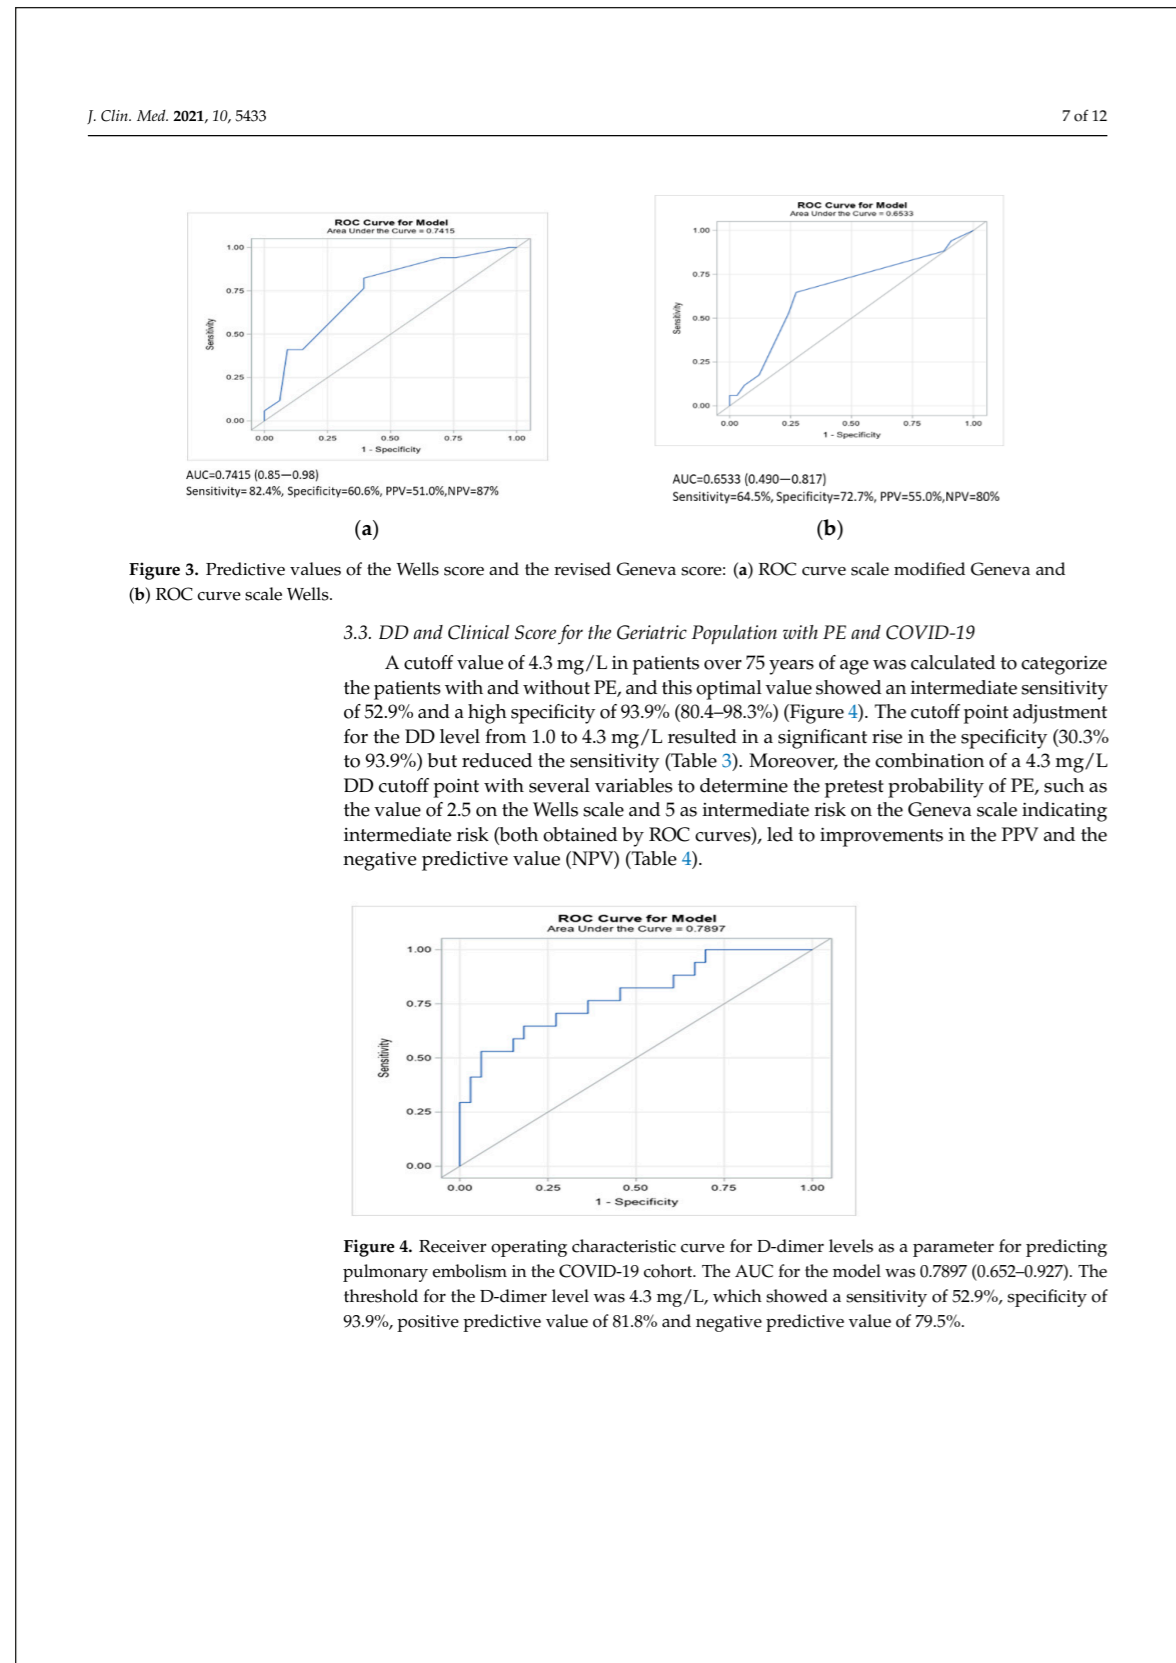 J. Clin. Med. 2021, 10, 5433
7 of 12
ROC Curve for Model
Area Under the Curve = 0.7415
1.00
0.75
0.50
0.25
0.00
Sensitivity
0.00 0.25 0.50 0.75 1.00
1 - Specificity
AUC=0.7415 (0.85—0.98)
Sensitivity= 82.4%, Specificity=60.6%, PPV=51.0%,NPV=87%
(a)
ROC Curve for Model
Area Under the Curve = 0.6533
1.00
0.75
0.50
0.25
0.00
Sensitivity
0.00 0.25 0.50 0.75 1.00
1 - Specificity
AUC=0.6533 (0.490—0.817)
Sensitivity=64.5%, Specificity=72.7%, PPV=55.0%,NPV=80%
(b)
Figure 3. Predictive values of the Wells score and the revised Geneva score: (a) ROC curve scale modified Geneva and
(b) ROC curve scale Wells.
3.3. DD and Clinical Score for the Geriatric Population with PE and COVID-19
A cutoff value of 4.3 mg/L in patients over 75 years of age was calculated to categorize
the patients with and without PE, and this optimal value showed an intermediate sensitivity
of 52.9% and a high specificity of 93.9% (80.4–98.3%) (Figure 4). The cutoff point adjustment
for the DD level from 1.0 to 4.3 mg/L resulted in a significant rise in the specificity (30.3%
to 93.9%) but reduced the sensitivity (Table 3). Moreover, the combination of a 4.3 mg/L
DD cutoff point with several variables to determine the pretest probability of PE, such as
the value of 2.5 on the Wells scale and 5 as intermediate risk on the Geneva scale indicating
intermediate risk (both obtained by ROC curves), led to improvements in the PPV and the
negative predictive value (NPV) (Table 4).
ROC Curve for Model
Area Under the Curve = 0.7897
1.00
0.75
0.50
0.25
0.00
Sensitivity
0.00 0.25 0.50 0.75 1.00
1 - Specificity
Figure 4. Receiver operating characteristic curve for D-dimer levels as a parameter for predicting
pulmonary embolism in the COVID-19 cohort. The AUC for the model was 0.7897 (0.652–0.927). The
threshold for the D-dimer level was 4.3 mg/L, which showed a sensitivity of 52.9%, specificity of
93.9%, positive predictive value of 81.8% and negative predictive value of 79.5%.